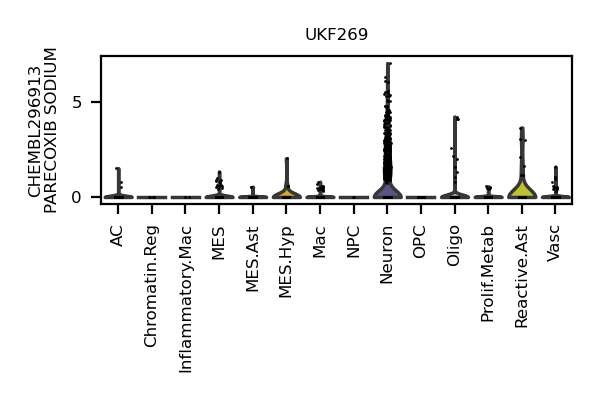 UKF269
CHEMBL296913
PARECOXIB SODIUM
5
0
AC
Chromatin.Reg
Inflammatory.Mac
MES
MES.Ast
MES.Hyp
Mac
NPC
Neuron
OPC
Oligo
Prolif.Metab
Reactive.Ast
Vasc